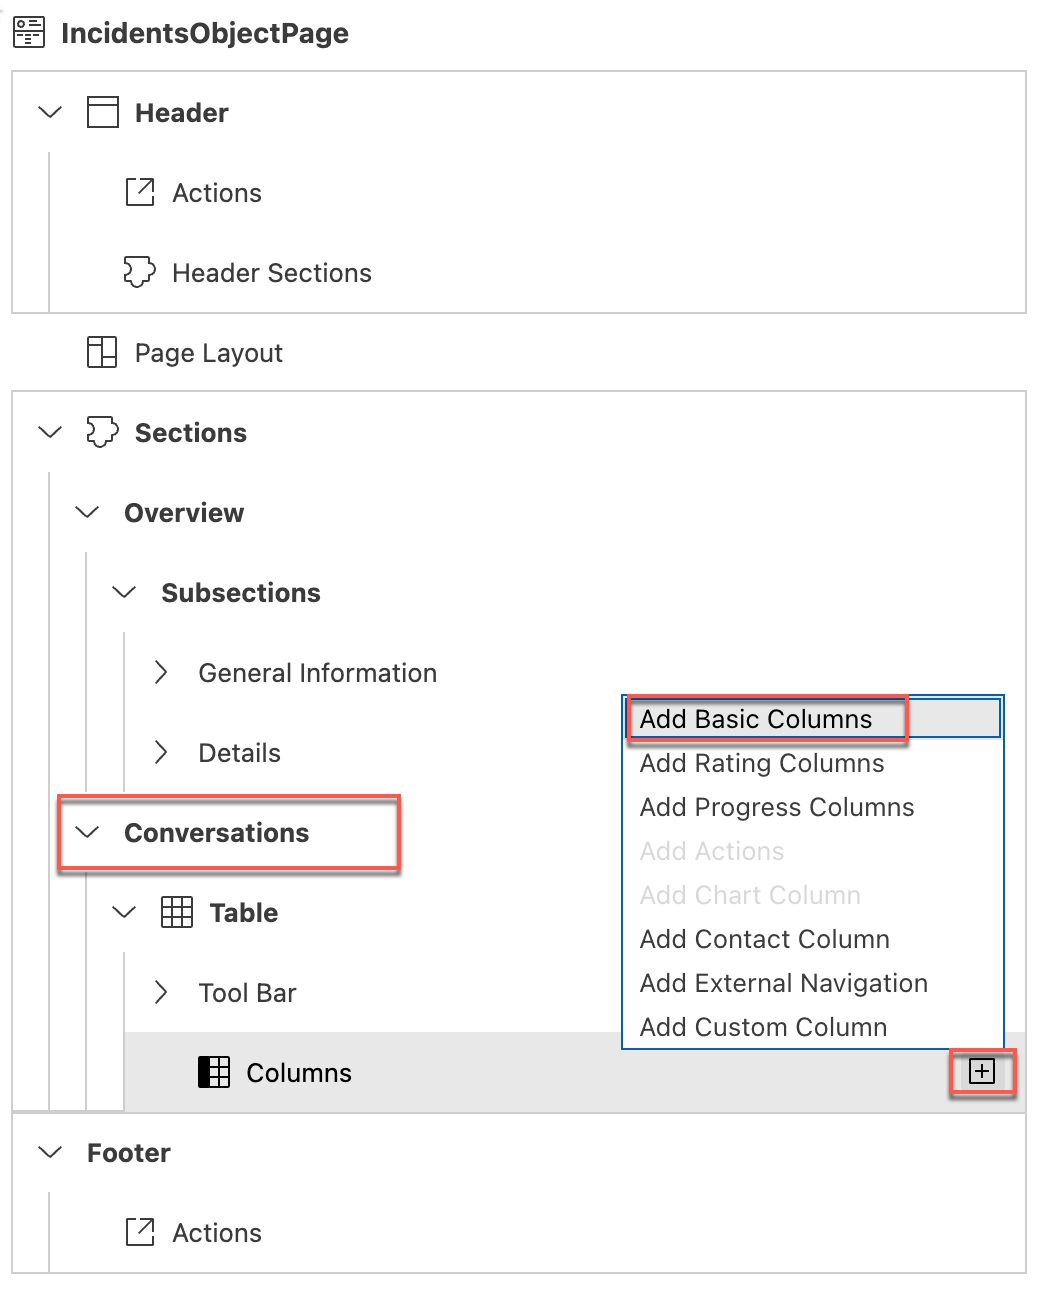 IncidentsObjectPage
Header
Actions
Header Sections
Page Layout
Sections
Overview
Subsections
General Information
Details
Conversations
Table
Tool Bar
Columns
Add Basic Columns
Add Rating Columns
Add Progress Columns
Add Actions
Add Chart Column
Add Contact Column
Add External Navigation
Add Custom Column
Footer
Actions